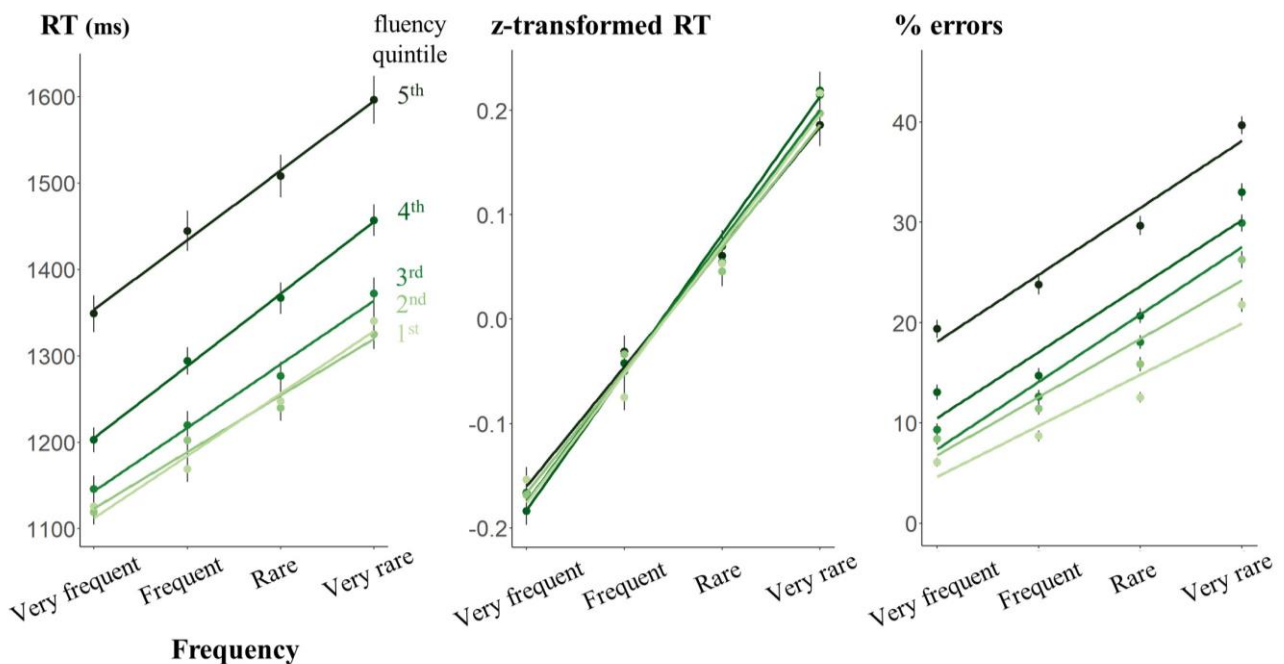 RT (ms)
fluency
quintile
1600
1500
1400
1300
1200
1100
5th
4th
3rd
2nd
1st
Very frequent
Frequent
Rare
Very rare
Frequency
z-transformed RT
0.2
0.1
0.0
-0.1
-0.2
Very frequent
Frequent
Rare
Very rare
% errors
40
30
20
10
0
Very frequent
Frequent
Rare
Very rare